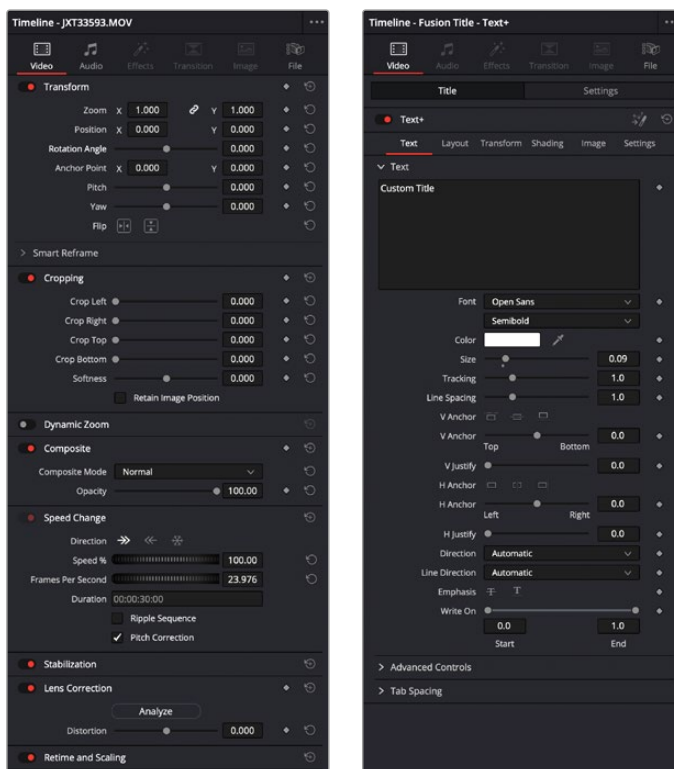 Timeline - JXT33593.MOV
Video Audio Effects Transition Image File
Transform
Zoom X 1.000 Y 1.000
Position X 0.000 Y 0.000
Rotation Angle 0.000
Anchor Point X 0.000 Y 0.000
Pitch 0.000
Yaw 0.000
Flip
Smart Reframe
Cropping
Crop Left 0.000
Crop Right 0.000
Crop Top 0.000
Crop Bottom 0.000
Softness 0.000
Retain Image Position
Dynamic Zoom
Composite
Composite Mode Normal
Opacity 100.00
Speed Change
Direction
Speed % 100.00
Frames Per Second 23.976
Duration 00:00:30:00
Ripple Sequence
Pitch Correction
Stabilization
Lens Correction
Analyze
Distortion 0.000
Retime and Scaling
Timeline - Fusion Title - Text+
Video Audio Effects Transition Image File
Title Settings
Text+
Text Layout Transform Shading Image Settings
Text
Custom Title
Font Open Sans
Semibold
Color
Size 0.09
Tracking 1.0
Line Spacing 1.0
V Anchor
V Anchor 0.0
Top Bottom
V Justify 0.0
H Anchor
H Anchor 0.0
Left Right
H Justify 0.0
Direction Automatic
Line Direction Automatic
Emphasis T T
Write On
0.0 1.0
Start End
Advanced Controls
Tab Spacing